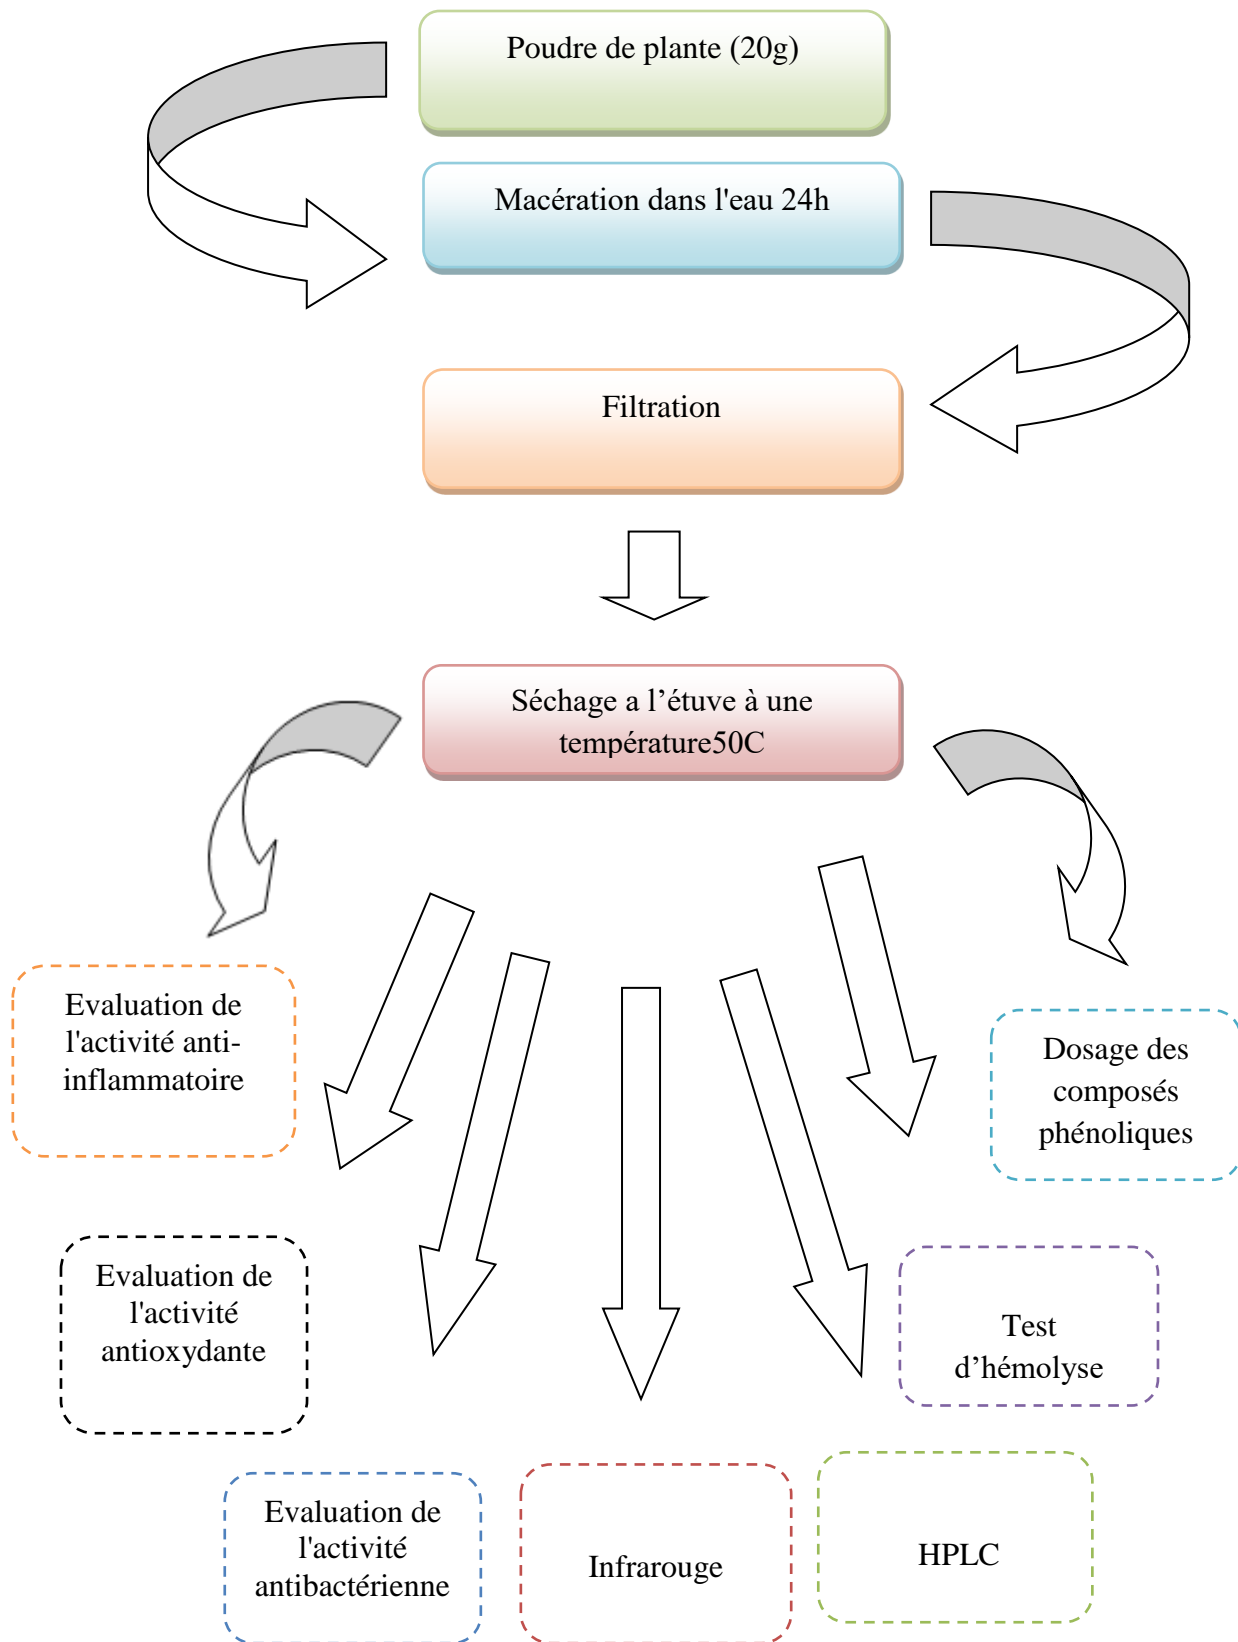 Poudre de plante (20g)
Macération dans l'eau 24h
Filtration
Séchage a l’étuve à une
température50C
Evaluation de
l'activité anti-
inflammatoire
Dosage des
composés
phénoliques
Evaluation de
l'activité
antioxydante
Test
d’hémolyse
Evaluation de
l'activité
antibactérienne
Infrarouge
HPLC